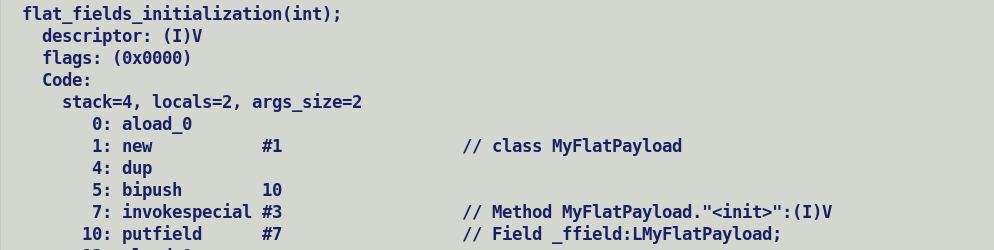 flat_fields_initialization(int);
descriptor: (I)V
flags: (0x0000)
Code:
stack=4, locals=2, args_size=2
0: aload_0
1: new #1 // class MyFlatPayload
4: dup
5: bipush 10
7: invokespecial #3 // Method MyFlatPayload."<init>":(I)V
10: putfield #7 // Field _ffield:LMyFlatPayload;